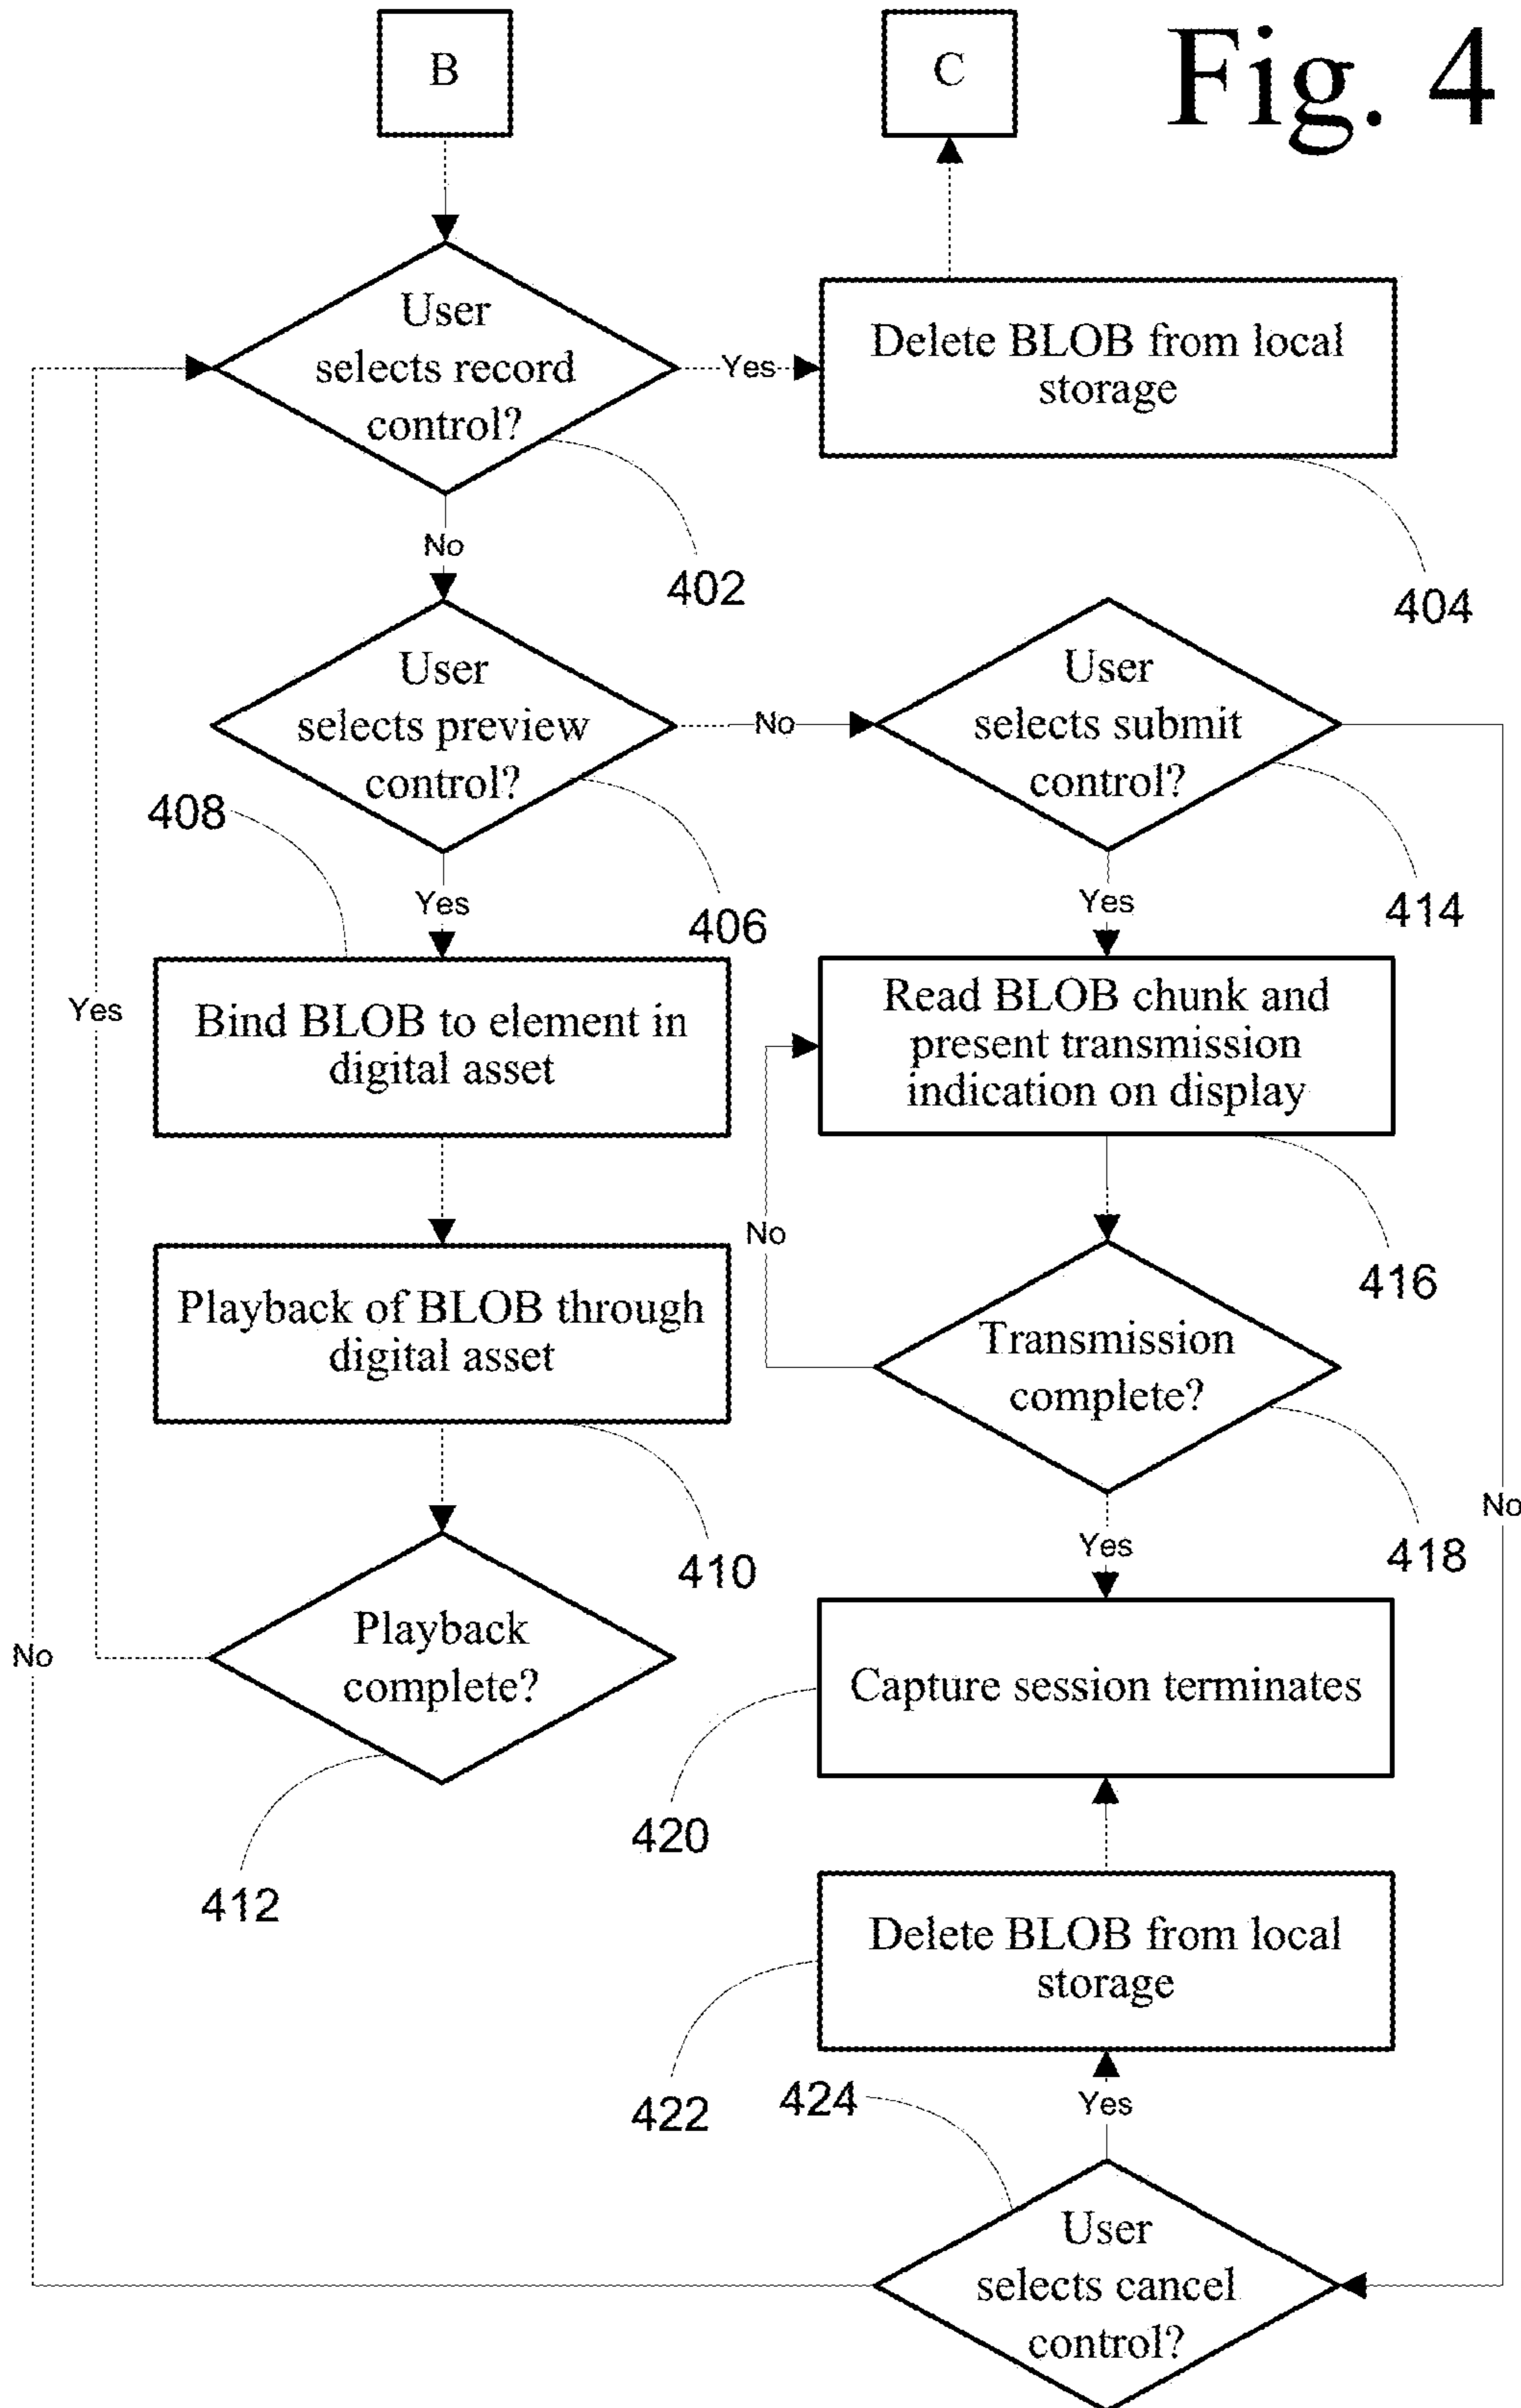 B
C
Fig. 4
User
selects record
control?
Yes
Delete BLOB from local
storage
No
402
404
User
selects preview
control?
No
User
selects submit
control?
408
406
414
Yes
Yes
Bind BLOB to element in
digital asset
Read BLOB chunk and
present transmission
indication on display
Yes
No
416
Playback of BLOB through
digital asset
Transmission
complete?
410
418
No
Yes
Playback
complete?
No
Capture session terminates
420
412
Delete BLOB from local
storage
422
424
Yes
User
selects cancel
control?